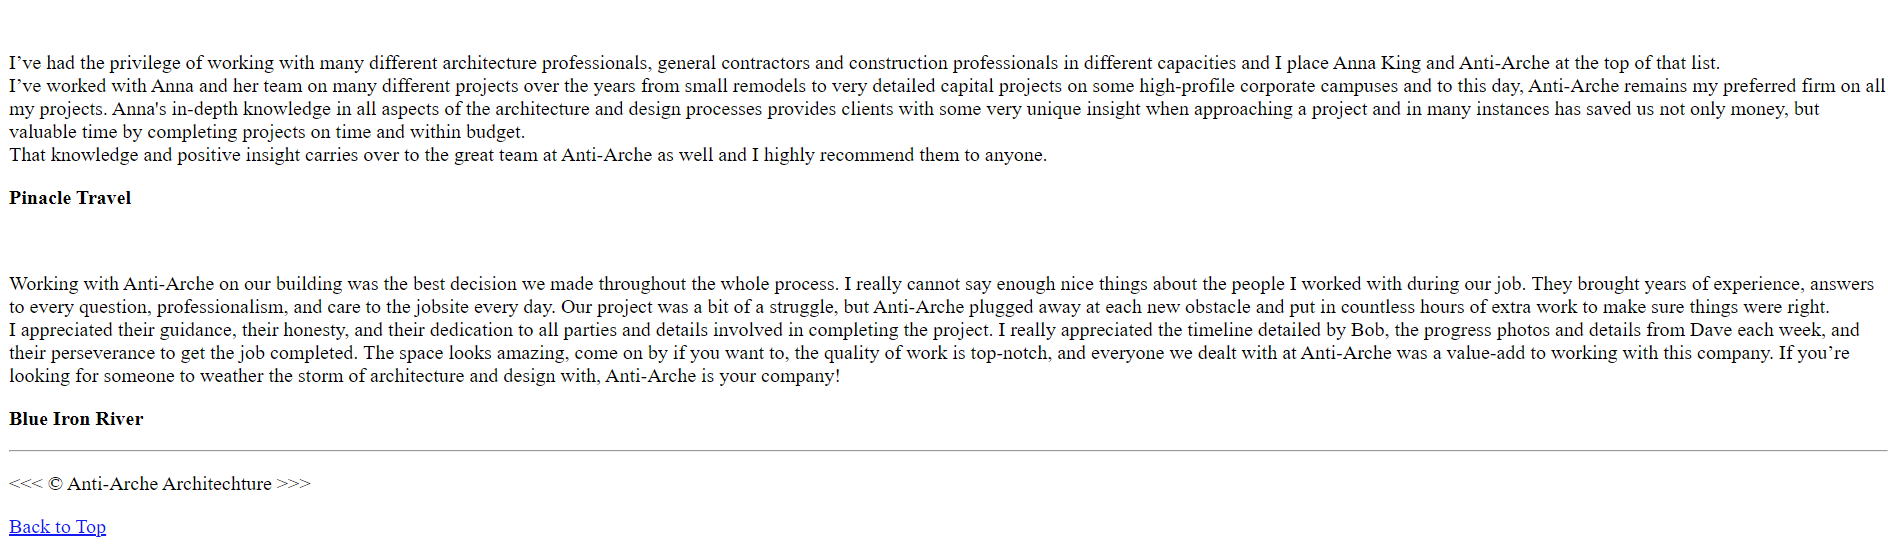 I’ve had the privilege of working with many different architecture professionals, general contractors and construction professionals in different capacities and I place Anna King and Anti-Arche at the top of that list.
I’ve worked with Anna and her team on many different projects over the years from small remodels to very detailed capital projects on some high-profile corporate campuses and to this day, Anti-Arche remains my preferred firm on all
my projects. Anna's in-depth knowledge in all aspects of the architecture and design processes provides clients with some very unique insight when approaching a project and in many instances has saved us not only money, but
valuable time by completing projects on time and within budget.
That knowledge and positive insight carries over to the great team at Anti-Arche as well and I highly recommend them to anyone.
Pinacle Travel
Working with Anti-Arche on our building was the best decision we made throughout the whole process. I really cannot say enough nice things about the people I worked with during our job. They brought years of experience, answers
to every question, professionalism, and care to the jobsite every day. Our project was a bit of a struggle, but Anti-Arche plugged away at each new obstacle and put in countless hours of extra work to make sure things were right.
I appreciated their guidance, their honesty, and their dedication to all parties and details involved in completing the project. I really appreciated the timeline detailed by Bob, the progress photos and details from Dave each week, and
their perseverance to get the job completed. The space looks amazing, come on by if you want to, the quality of work is top-notch, and everyone we dealt with at Anti-Arche was a value-add to working with this company. If you’re
looking for someone to weather the storm of architecture and design with, Anti-Arche is your company!
Blue Iron River
<<< © Anti-Arche Architechture >>>
Back to Top